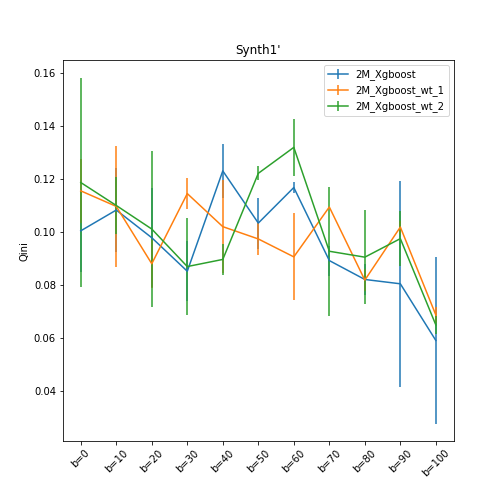 Synth1'
2M_Xgboost
2M_Xgboost_wt_1
2M_Xgboost_wt_2
Qini
0.16
0.14
0.12
0.10
0.08
0.06
0.04
b=0
b=10
b=20
b=30
b=40
b=50
b=60
b=70
b=80
b=90
b=100